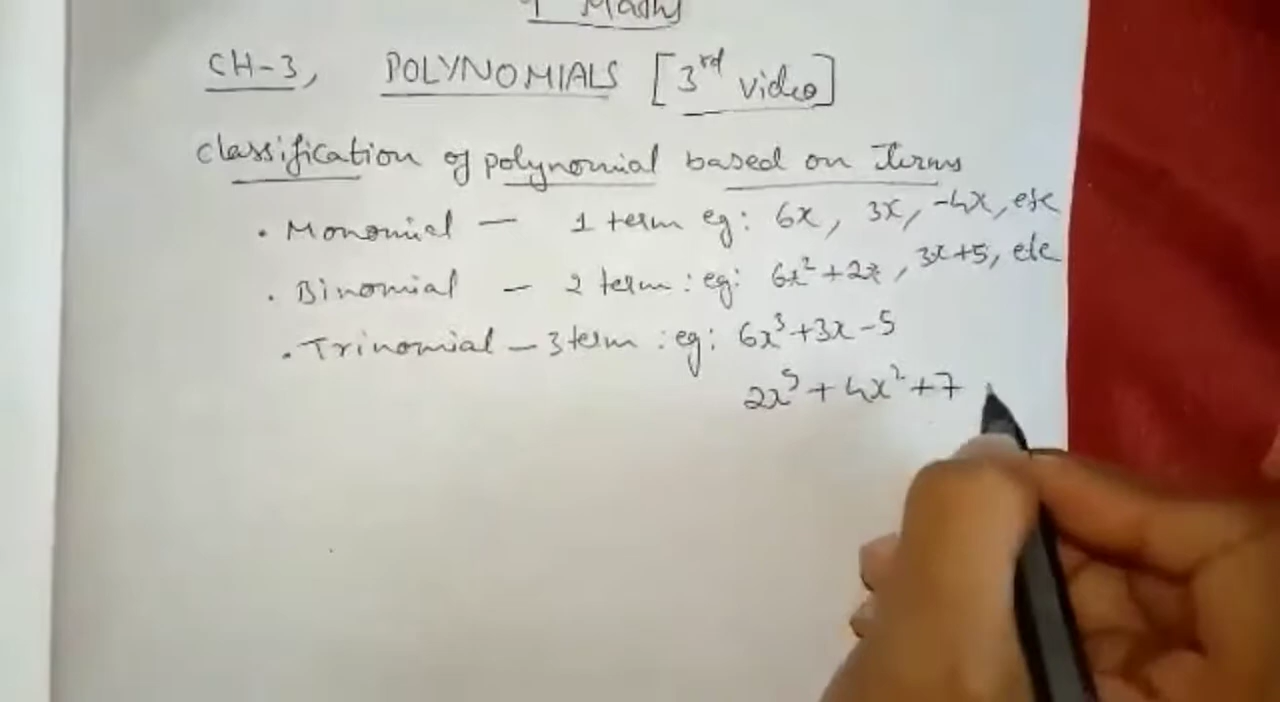 Maths
CH-3, POLYNOMIALS [3rd video]
Classification of polynomial based on Terms
• Monomial — 1 term eg: 6x, 3x, -4x, etc
• Binomial — 2 term : eg: 6x² + 2x, 3x+5, etc
• Trinomial — 3 term : eg: 6x³ + 3x - 5
2x⁵ + 4x² + 7